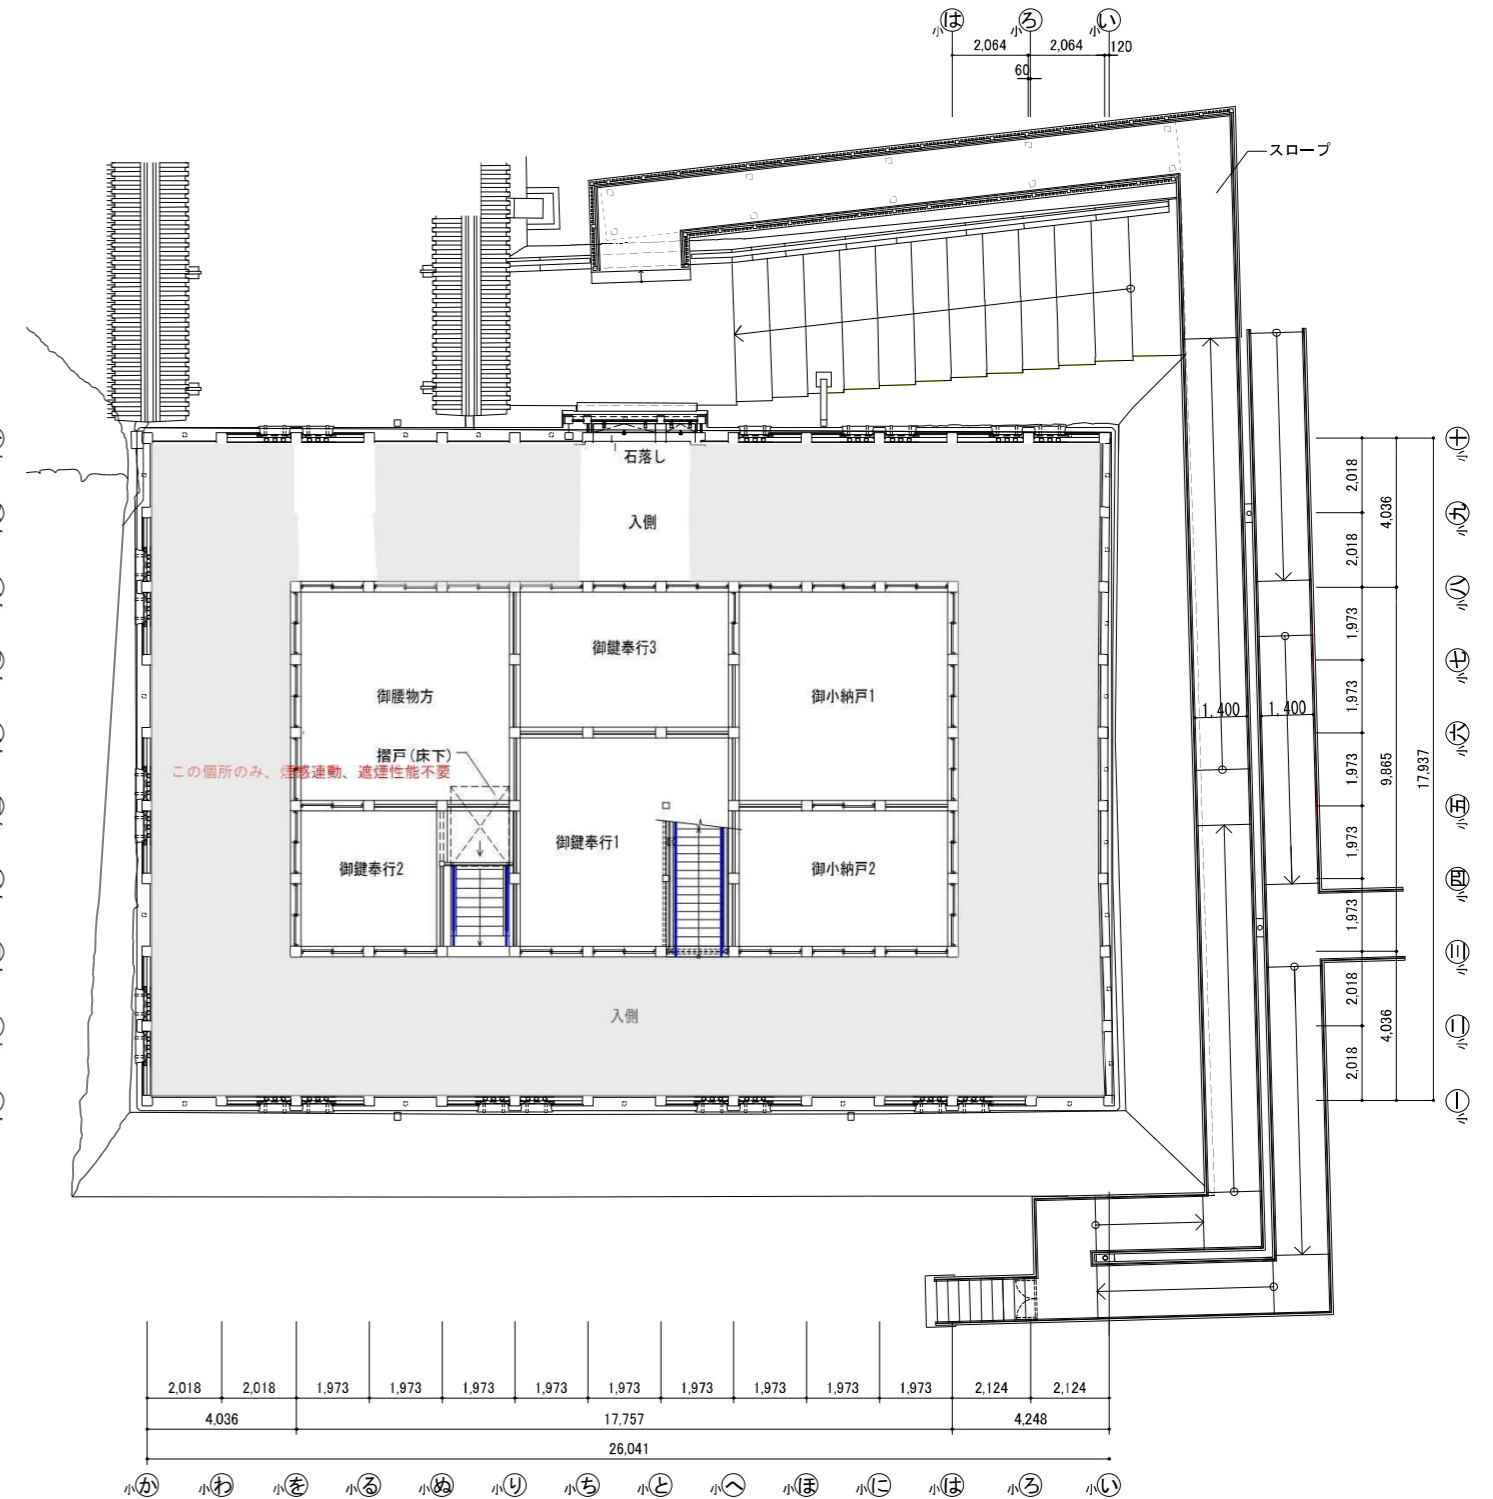 小は 小ろ 小い
2,064 2,064 120
60
スロープ
石落し
入側
御鍵奉行3
御腰物方
御小納戸1
摺戸(床下)
この個所のみ、煙感連動、遮煙性能不要
御鍵奉行1
御鍵奉行2
御小納戸2
入側
1,400 1,400
2,018
2,018
1,973
1,973
1,973
1,973
1,973
2,018
2,018
4,036
9,865
4,036
17,937
小十
小九
小八
小七
小六
小五
小四
小三
小二
小一
2,018 2,018 1,973 1,973 1,973 1,973 1,973 1,973 1,973 1,973 1,973 2,124 2,124
4,036 17,757 4,248
26,041
小か 小わ 小を 小る 小ぬ 小り 小ち 小と 小へ 小ほ 小に 小は 小ろ 小い